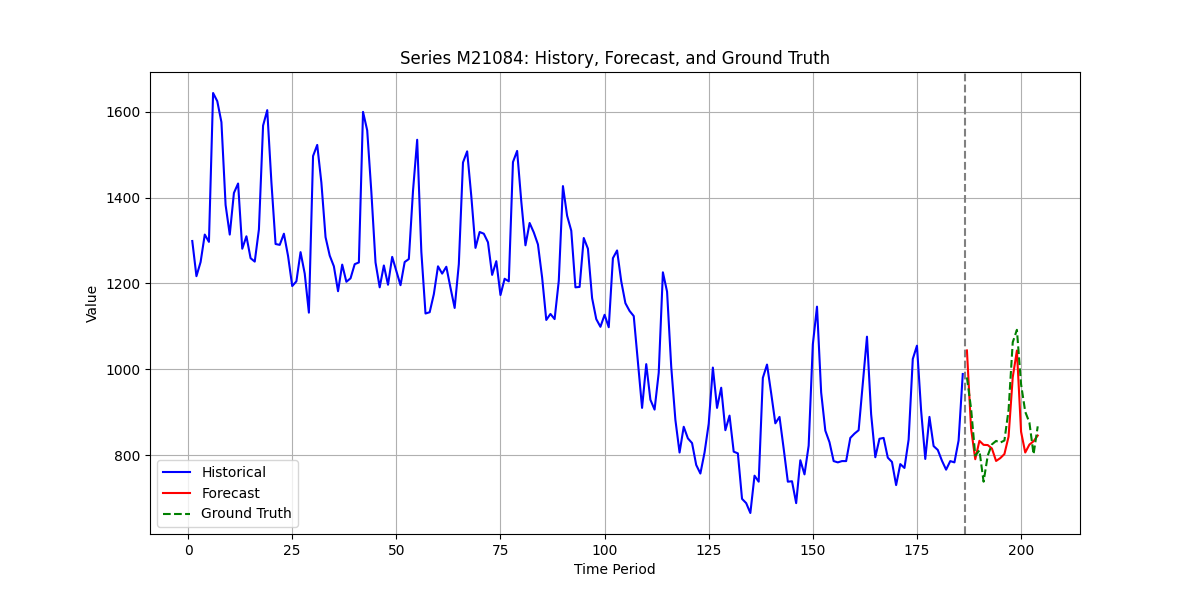 Series M21084: History, Forecast, and Ground Truth
Value
1600
1400
1200
1000
800
Historical
Forecast
Ground Truth
0 25 50 75 100 125 150 175 200
Time Period